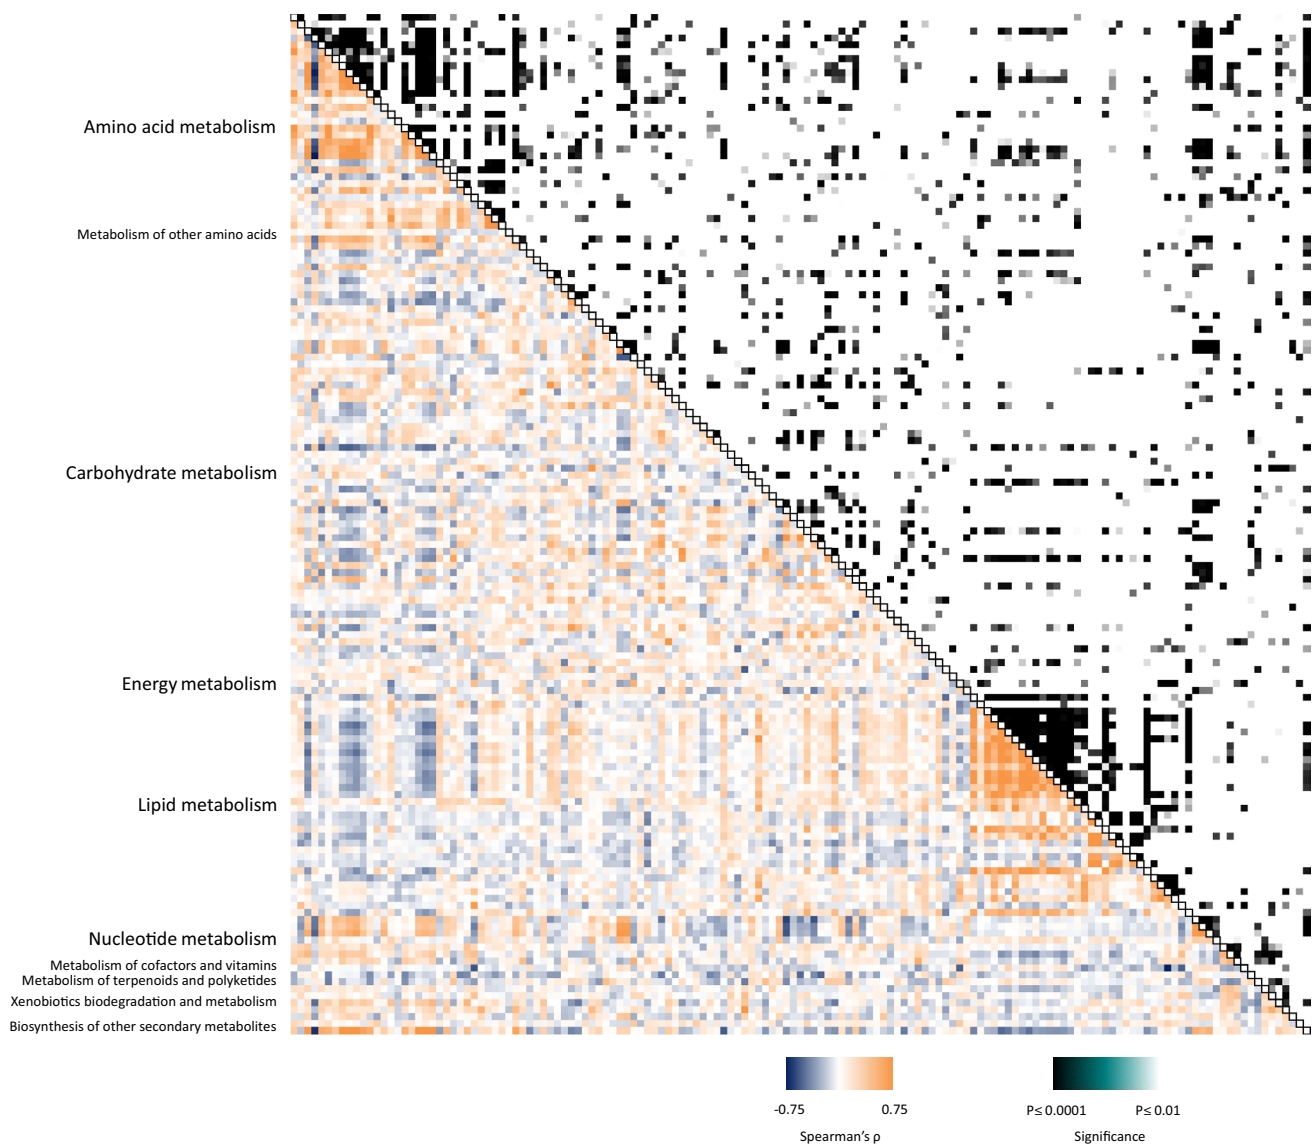 Amino acid metabolism
Metabolism of other amino acids
Carbohydrate metabolism
Energy metabolism
Lipid metabolism
Nucleotide metabolism
Metabolism of cofactors and vitamins
Metabolism of terpenoids and polyketides
Xenobiotics biodegradation and metabolism
Biosynthesis of other secondary metabolites
-0.75 0.75 P≤ 0.0001 P≤ 0.01
Spearman's ρ Significance